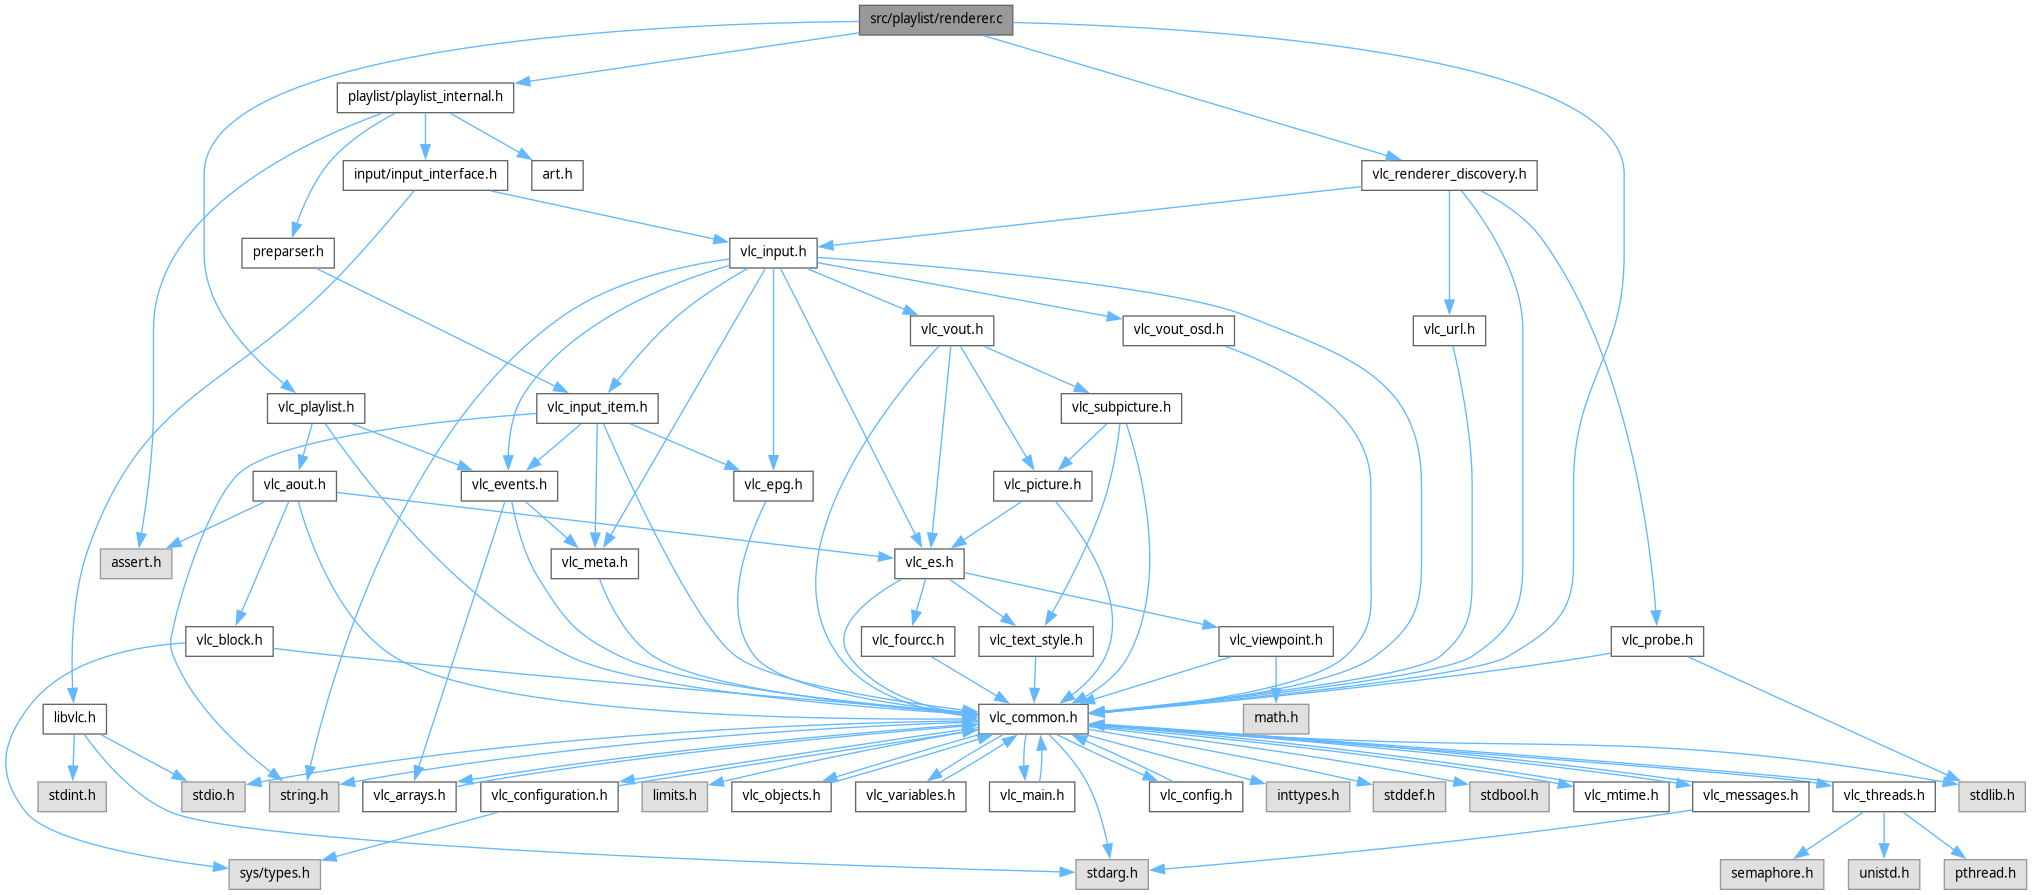 src/playlist/renderer.c
playlist/playlist_internal.h
input/input_interface.h
art.h
vlc_renderer_discovery.h
preparser.h
vlc_input.h
vlc_vout.h
vlc_vout_osd.h
vlc_url.h
vlc_playlist.h
vlc_input_item.h
vlc_subpicture.h
vlc_aout.h
vlc_events.h
vlc_epg.h
vlc_picture.h
assert.h
vlc_meta.h
vlc_es.h
vlc_block.h
vlc_fourcc.h
vlc_text_style.h
vlc_viewpoint.h
vlc_probe.h
libvlc.h
vlc_common.h
math.h
stdint.h
stdio.h
string.h
vlc_arrays.h
vlc_configuration.h
limits.h
vlc_objects.h
vlc_variables.h
vlc_main.h
vlc_config.h
inttypes.h
stddef.h
stdbool.h
vlc_mtime.h
vlc_messages.h
vlc_threads.h
stdlib.h
sys/types.h
stdarg.h
semaphore.h
unistd.h
pthread.h